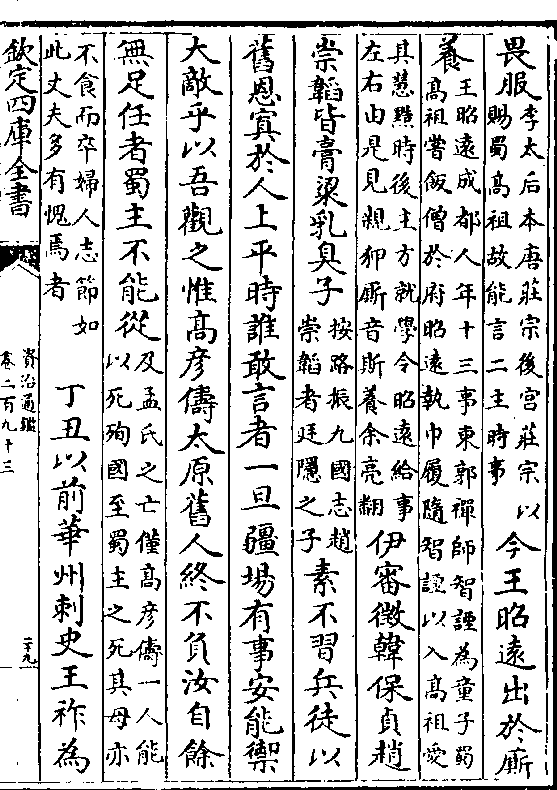 畏服李太后本唐莊宗後宮莊宗以
賜蜀高祖故能言二主時事
今王昭遠出於廝
養王昭遠成都人年十三事東郭禪師智諲為童子蜀
高祖嘗飯僧於府昭遠執巾履隨智諲以入高祖愛
其慧黠時後主方就學令昭遠給事
左右由是見親狎廝音斯養余亮翻
伊審徵韓保貞趙
崇韜皆膏粱乳臭子
按路振九國志趙
崇韜者廷隱之子
素不習兵徒以
舊恩寘於人上平時誰敢言者一旦疆場有事安能禦
大敵乎以吾觀之惟高彦儔太原舊人終不負汝自餘
無足任者蜀主不能從
及孟氏之亡僅高彦儔一人能
以死殉國至蜀主之死其母亦
不食而卒婦人志節如
此丈夫多有愧焉者
丁丑以前華州刺史王祚為
欽定四庫全書
資治通鑑
卷二百九十三
二十九